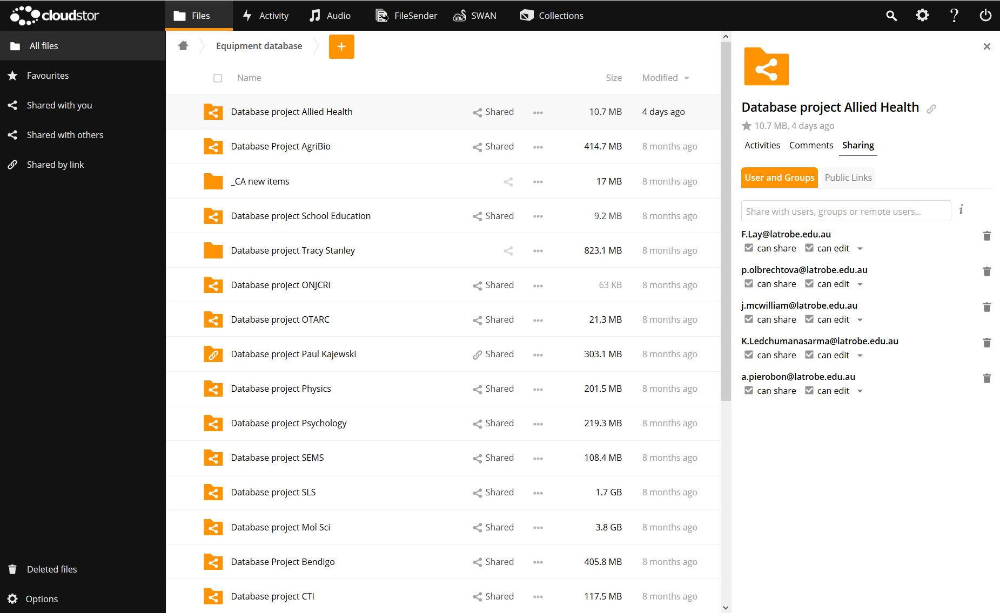 cloudstor
Files
Activity
Audio
FileSender
SWAN
Collections
All files
Favourites
Shared with you
Shared with others
Shared by link
Deleted files
Options
Equipment database
+
Name Size Modified
Database project Allied Health Shared 10.7 MB 4 days ago
Database Project AgriBio Shared 414.7 MB 8 months ago
_CA new items 17 MB 8 months ago
Database project School Education Shared 9.2 MB 8 months ago
Database project Tracy Stanley 823.1 MB 8 months ago
Database project ONJCRI Shared 63 KB 8 months ago
Database project OTARC Shared 21.3 MB 8 months ago
Database project Paul Kajewski Shared 303.1 MB 8 months ago
Database project Physics Shared 201.5 MB 8 months ago
Database project Psychology Shared 219.3 MB 8 months ago
Database project SEMS Shared 108.4 MB 8 months ago
Database project SLS Shared 1.7 GB 8 months ago
Database project Mol Sci Shared 3.8 GB 8 months ago
Database Project Bendigo Shared 405.8 MB 8 months ago
Database project CTI Shared 117.5 MB 8 months ago
Database project Allied Health
10.7 MB, 4 days ago
Activities Comments Sharing
User and Groups Public Links
Share with users, groups or remote users... i
F.Lay@latrobe.edu.au
can share can edit
p.olbrechtova@latrobe.edu.au
can share can edit
j.mcwilliam@latrobe.edu.au
can share can edit
K.Ledchumanasarma@latrobe.edu.au
can share can edit
a.pierobon@latrobe.edu.au
can share can edit